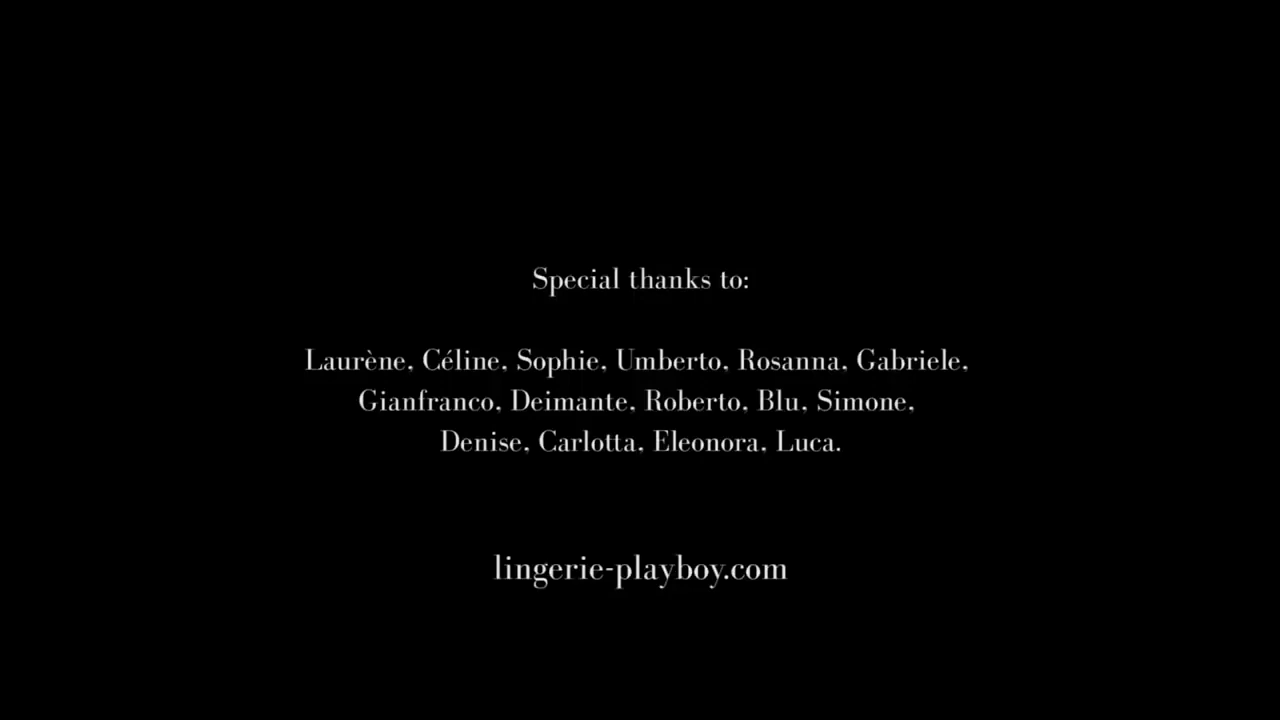 Special thanks to:
Laurène, Céline, Sophie, Umberto, Rosanna, Gabriele,
Gianfranco, Deimante, Roberto, Blu, Simone,
Denise, Carlotta, Eleonora, Luca.
lingerie-playboy.com